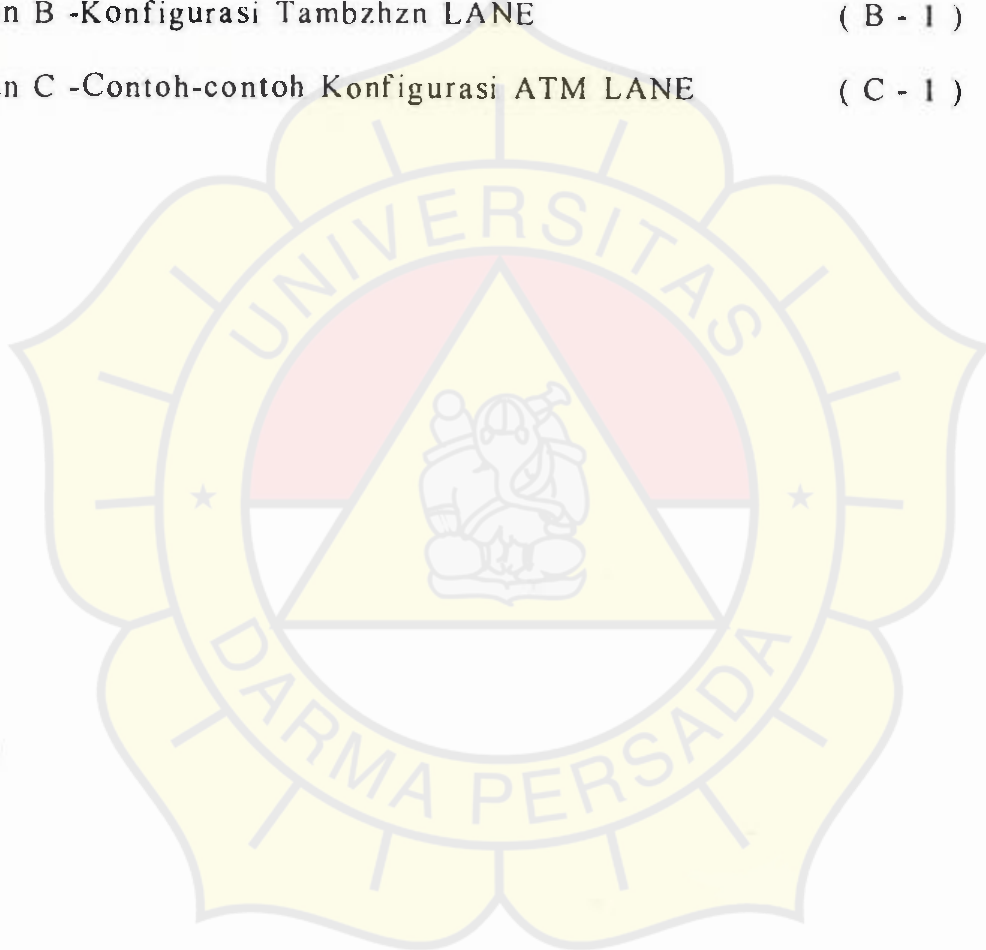 n B -Konfigurasi Tambzhzn LANE ( B - 1 )
n C -Contoh-contoh Konfigurasi ATM LANE ( C - 1 )
UNIVERSITAS
DARMA PERSADA